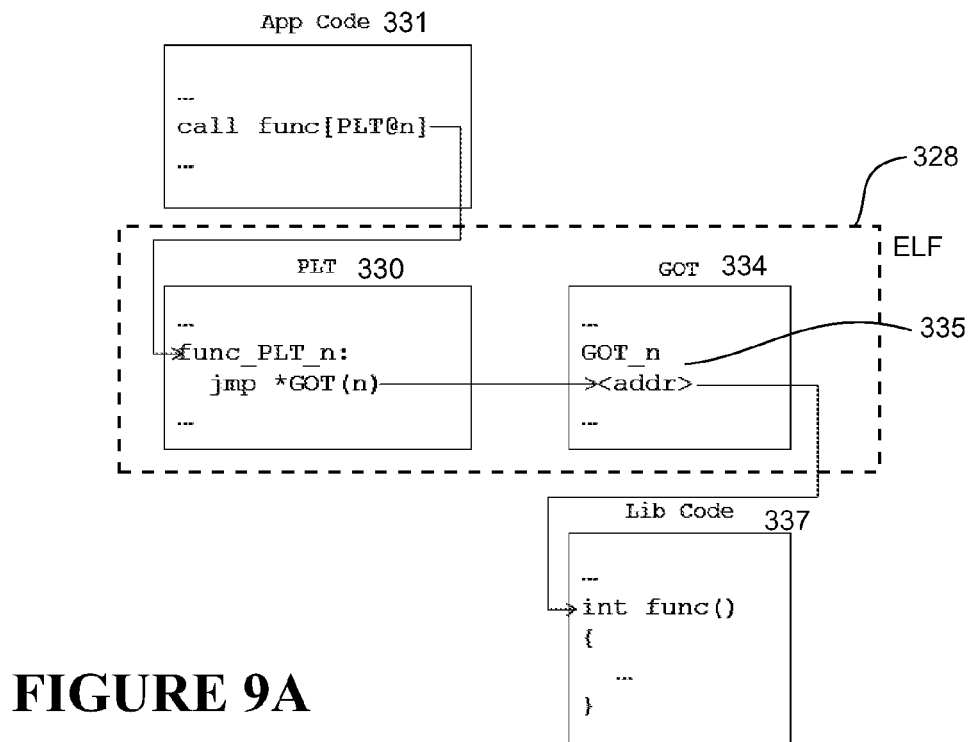 App Code 331
...
call func[PLT@n]
...
328
ELF
PLT 330
GOT 334
...
func_PLT_n:
jmp *GOT(n)
...
...
GOT_n
<addr>
...
335
Lib Code 337
...
int func()
{
...
}
FIGURE 9A